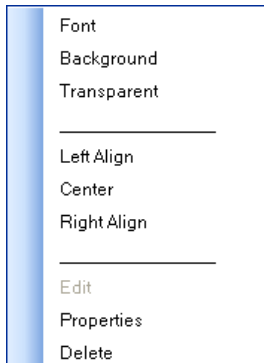 Font
Background
Transparent
Left Align
Center
Right Align
Edit
Properties
Delete